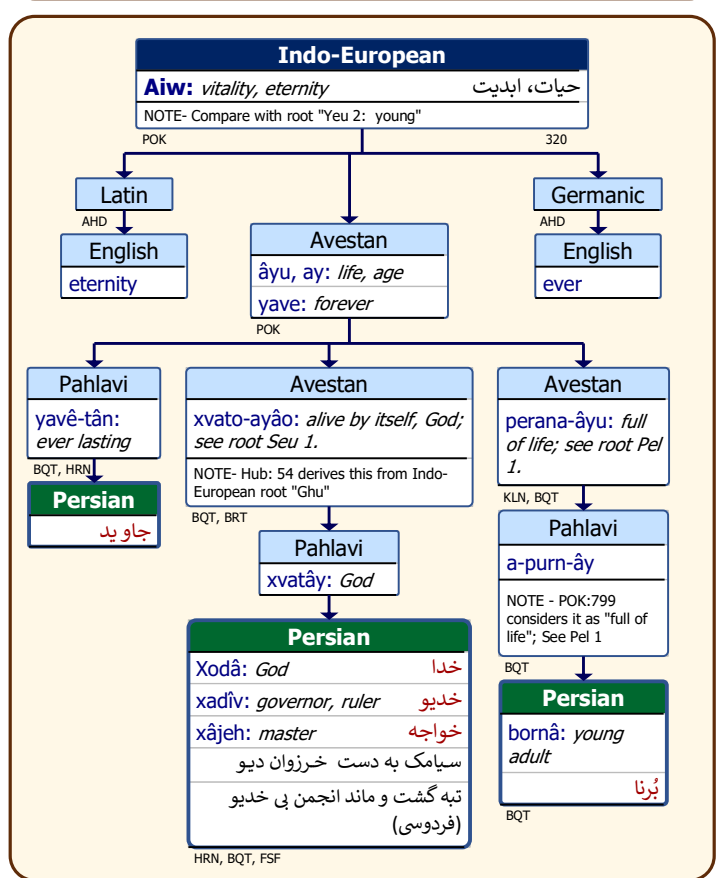 Indo-European
Aiw: vitality, eternity حیات، ابدیت
NOTE- Compare with root "Yeu 2: young"
POK 320
Latin
AHD
English
eternity
Avestan
âyu, ay: life, age
yave: forever
POK
Germanic
AHD
English
ever
Pahlavi
yavê-tân:
ever lasting
BQT, HRN
Persian
جاوید
Avestan
xvato-ayâo: alive by itself, God;
see root Seu 1.
NOTE- Hub: 54 derives this from Indo-
European root "Ghu"
BQT, BRT
Pahlavi
xvatây: God
Persian
Xodâ: God خدا
xadîv: governor, ruler خدیو
xâjeh: master خواجه
سیامک به دست خرزوان دیو
تبه گشت و ماند انجمن بی خدیو
(فردوسی)
HRN, BQT, FSF
Avestan
perana-âyu: full
of life; see root Pel
1.
KLN, BQT
Pahlavi
a-purn-ây
NOTE - POK:799
considers it as "full of
life"; See Pel 1
BQT
Persian
bornâ: young
adult
بُرنا
BQT